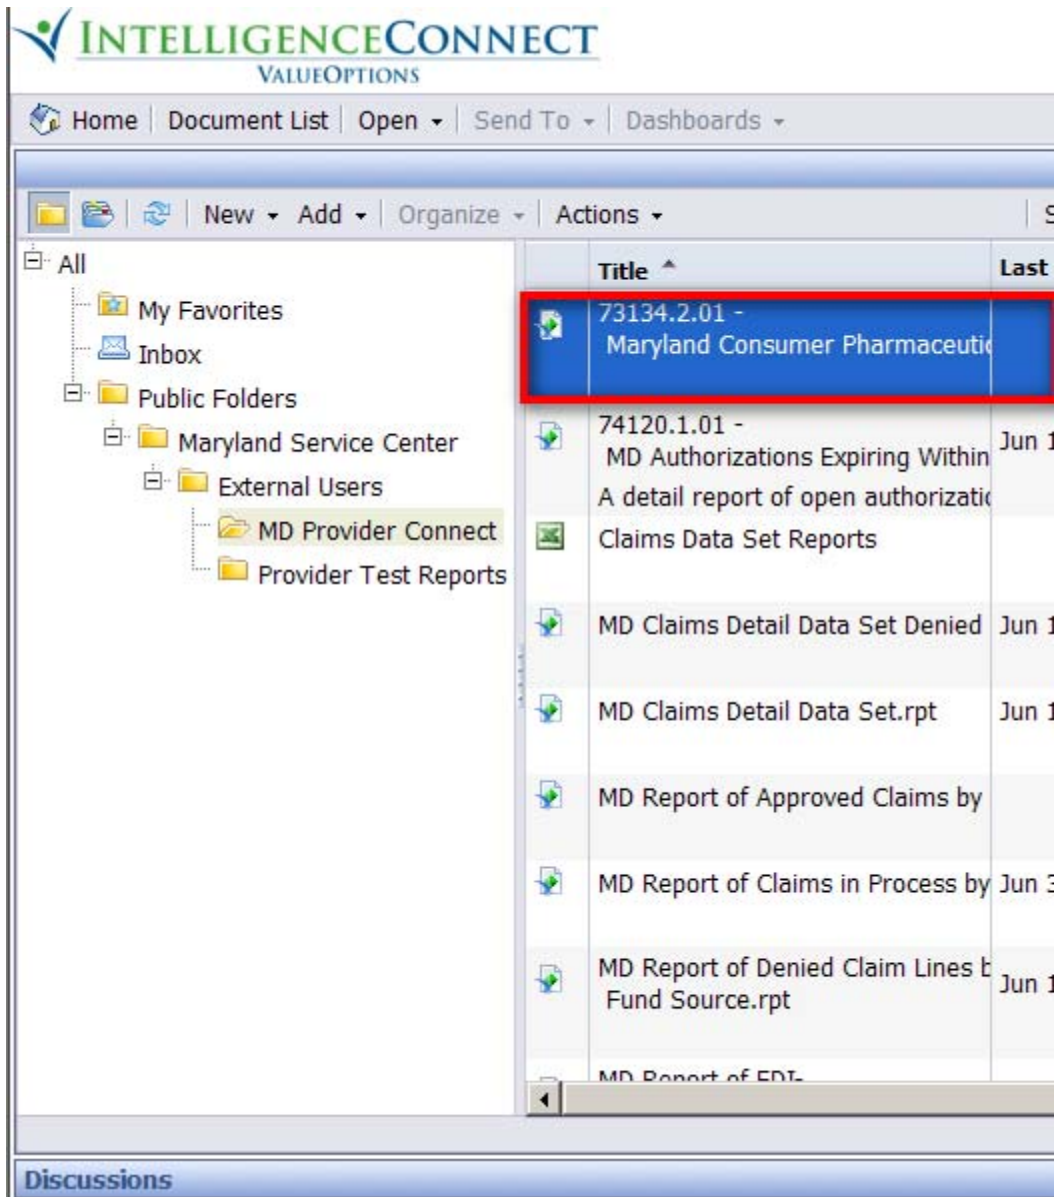 INTELLIGENCECONNECT
VALUEOPTIONS
Home | Document List | Open | Send To | Dashboards
New Add Organize Actions
All
My Favorites
Inbox
Public Folders
Maryland Service Center
External Users
MD Provider Connect
Provider Test Reports
Title Last
73134.2.01 -
Maryland Consumer Pharmaceutic
74120.1.01 -
MD Authorizations Expiring Within
Jun 1
A detail report of open authorizatio
Claims Data Set Reports
MD Claims Detail Data Set Denied Jun 1
MD Claims Detail Data Set.rpt Jun 1
MD Report of Approved Claims by
MD Report of Claims in Process by Jun 3
MD Report of Denied Claim Lines b
Fund Source.rpt
Jun 1
MD Report of EDI-
Discussions